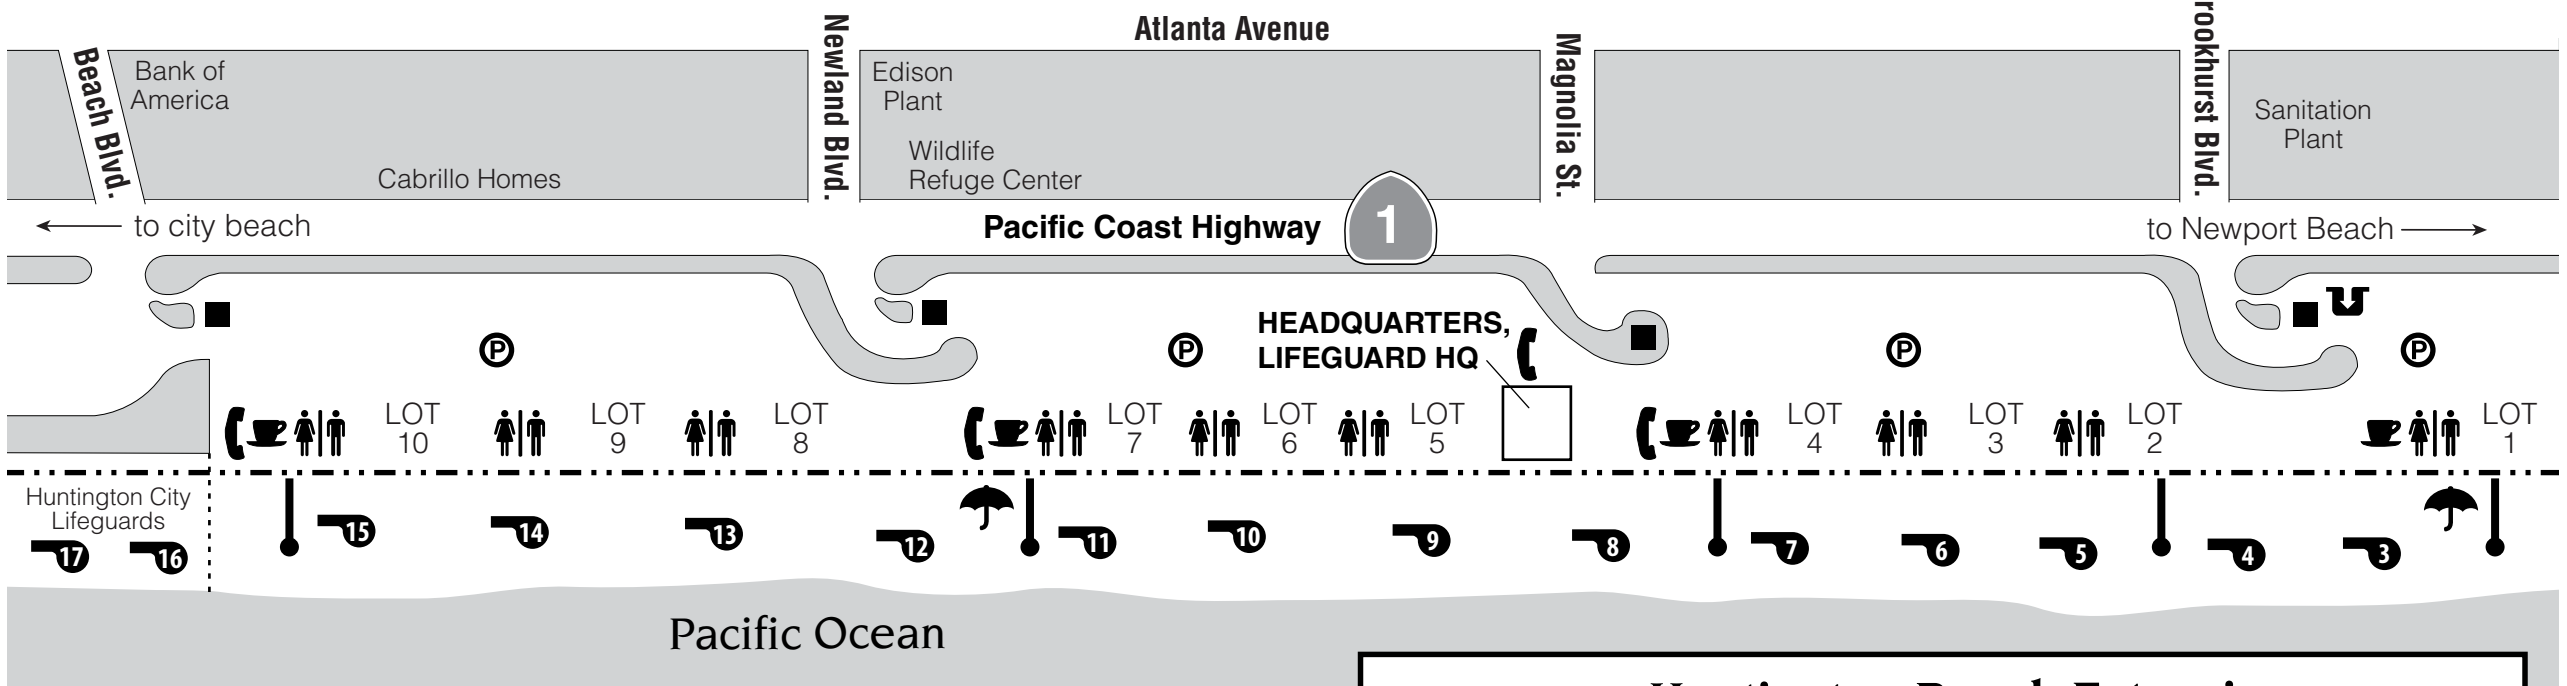 Atlanta Avenue
Beach Blvd.
Bank of
America
Cabrillo Homes
Newland Blvd.
Edison
Plant
Wildlife
Refuge Center
Magnolia St.
rookhurst Blvd.
Sanitation
Plant
to city beach
Pacific Coast Highway
1
to Newport Beach
HEADQUARTERS,
LIFEGUARD HQ
P
P
P
P
LOT
10
LOT
9
LOT
8
LOT
7
LOT
6
LOT
5
LOT
4
LOT
3
LOT
2
LOT
1
Huntington City
Lifeguards
17
16
15
14
13
12
11
10
9
8
7
6
5
4
3
Pacific Ocean